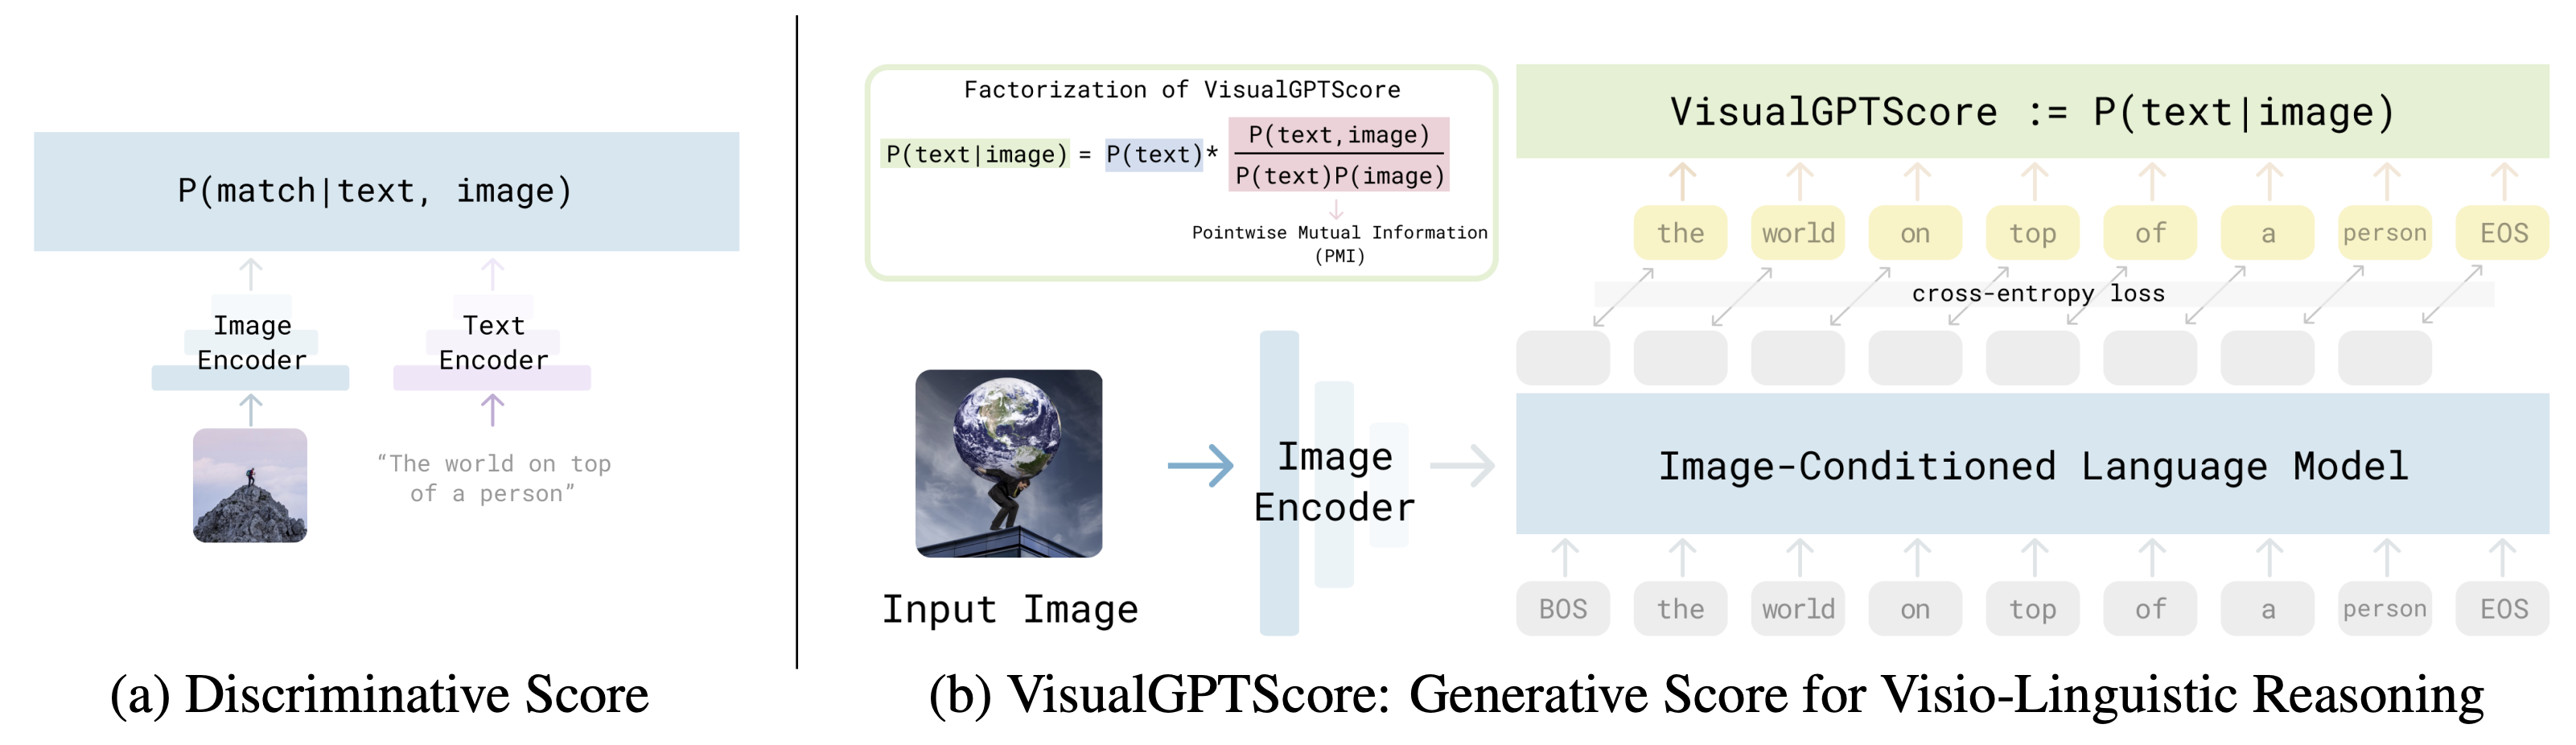 P(match|text, image)
Image
Encoder
Text
Encoder
“The world on top
of a person”
(a) Discriminative Score
Factorization of VisualGPTScore
P(text|image) = P(text)* P(text,image)
P(text)P(image)
Pointwise Mutual Information
(PMI)
VisualGPTScore := P(text|image)
the world on top of a person EOS
cross-entropy loss
Input Image
Image
Encoder
Image-Conditioned Language Model
BOS the world on top of a person EOS
(b) VisualGPTScore: Generative Score for Visio-Linguistic Reasoning